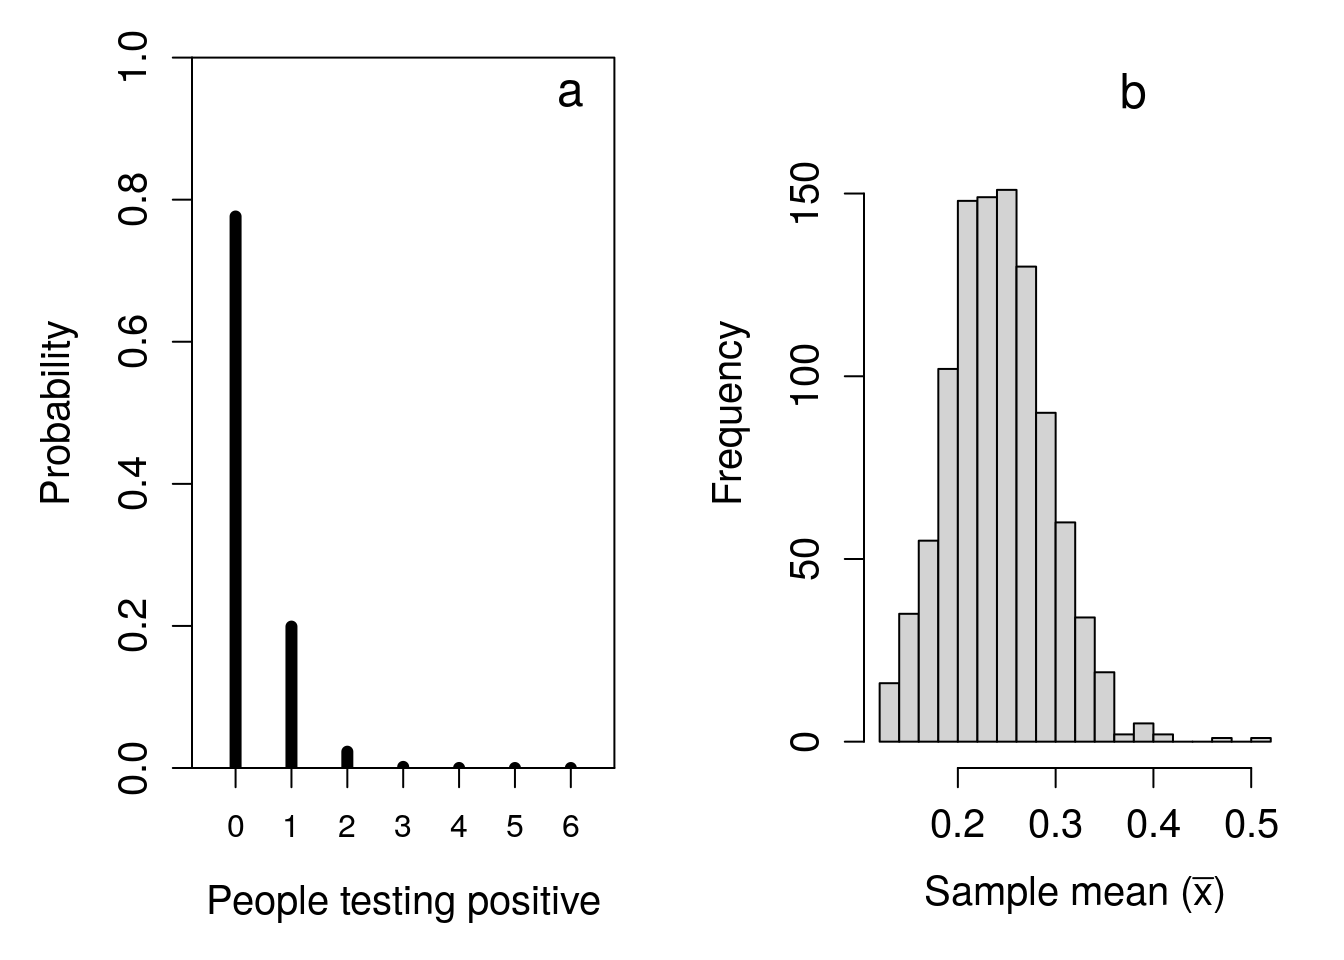 a
1.0
0.8
0.6
0.4
0.2
0.0
Probability
0 1 2 3 4 5 6
People testing positive
b
150
100
50
0
Frequency
0.2 0.3 0.4 0.5
Sample mean (x̅)